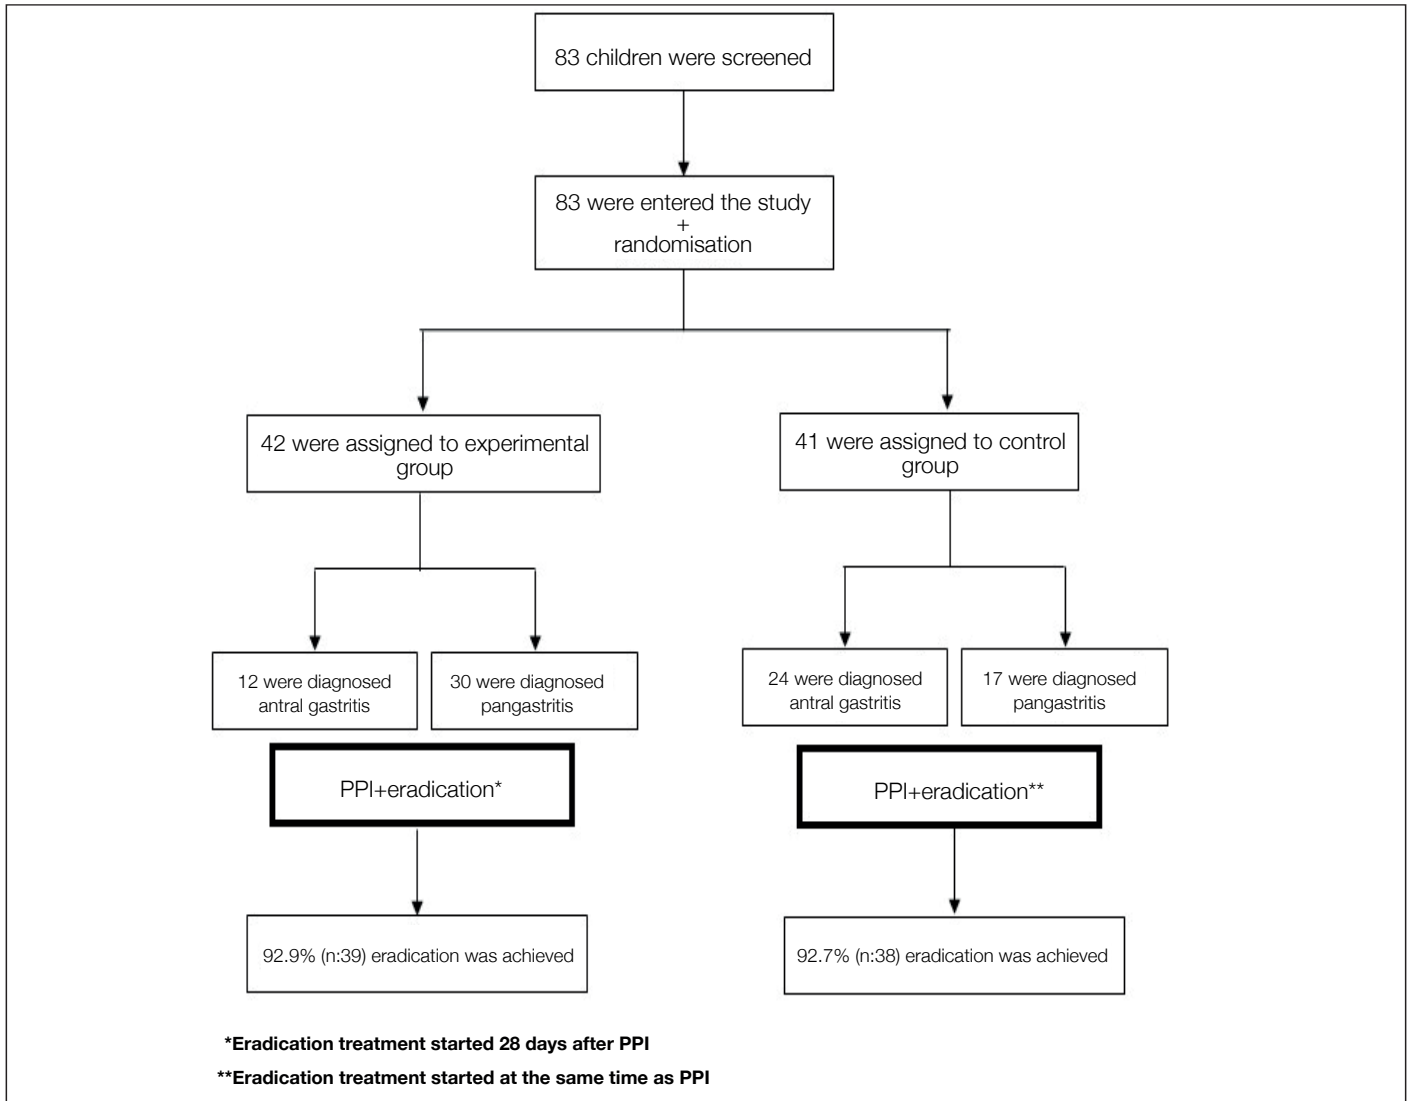 83 children were screened
83 were entered the study
+
randomisation
42 were assigned to experimental
group
41 were assigned to control
group
12 were diagnosed
antral gastritis
30 were diagnosed
pangastritis
24 were diagnosed
antral gastritis
17 were diagnosed
pangastritis
PPI+eradication*
PPI+eradication**
92.9% (n:39) eradication was achieved
92.7% (n:38) eradication was achieved
*Eradication treatment started 28 days after PPI
**Eradication treatment started at the same time as PPI